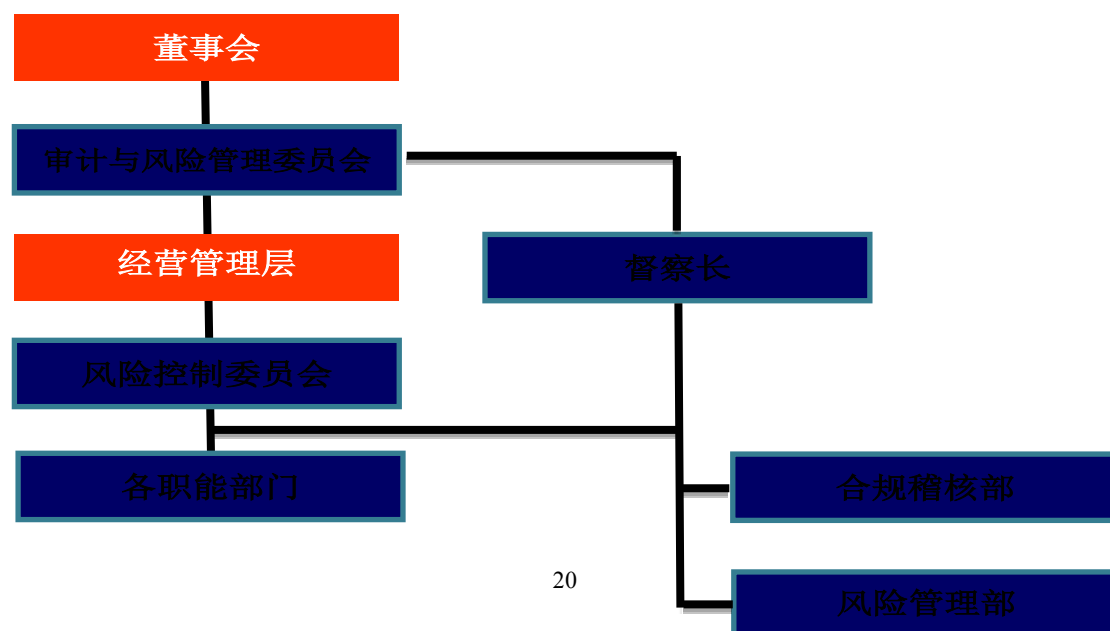 董事会
审计与风险管理委员会
经营管理层
督察长
风险控制委员会
各职能部门
合规稽核部
20
风险管理部